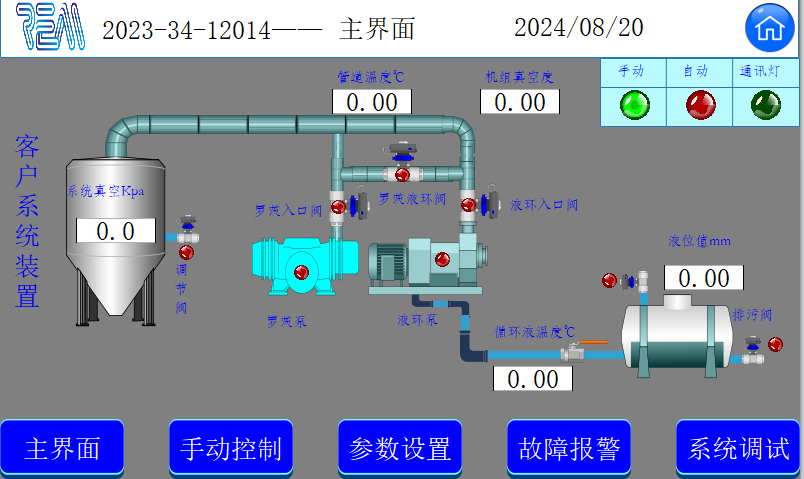 2023-34-12014—— 主界面
2024/08/20
手动
自动
通讯灯
管道温度℃
0.00
机组真空度
0.00
客户系统装置
系统真空Kpa
0.0
调节阀
罗茨入口阀
罗茨液环阀
液环入口阀
罗茨泵
液环泵
循环液温度℃
0.00
液位值mm
0.00
排污阀
主界面
手动控制
参数设置
故障报警
系统调试